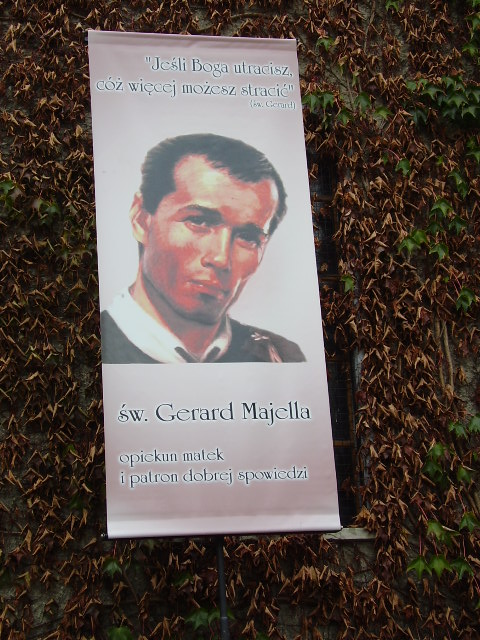 "Jeśli Boga utracisz,
cóż więcej możesz stracić"
(św. Gerard)
św. Gerard Majella
opiekun matek
i patron dobrej spowiedzi